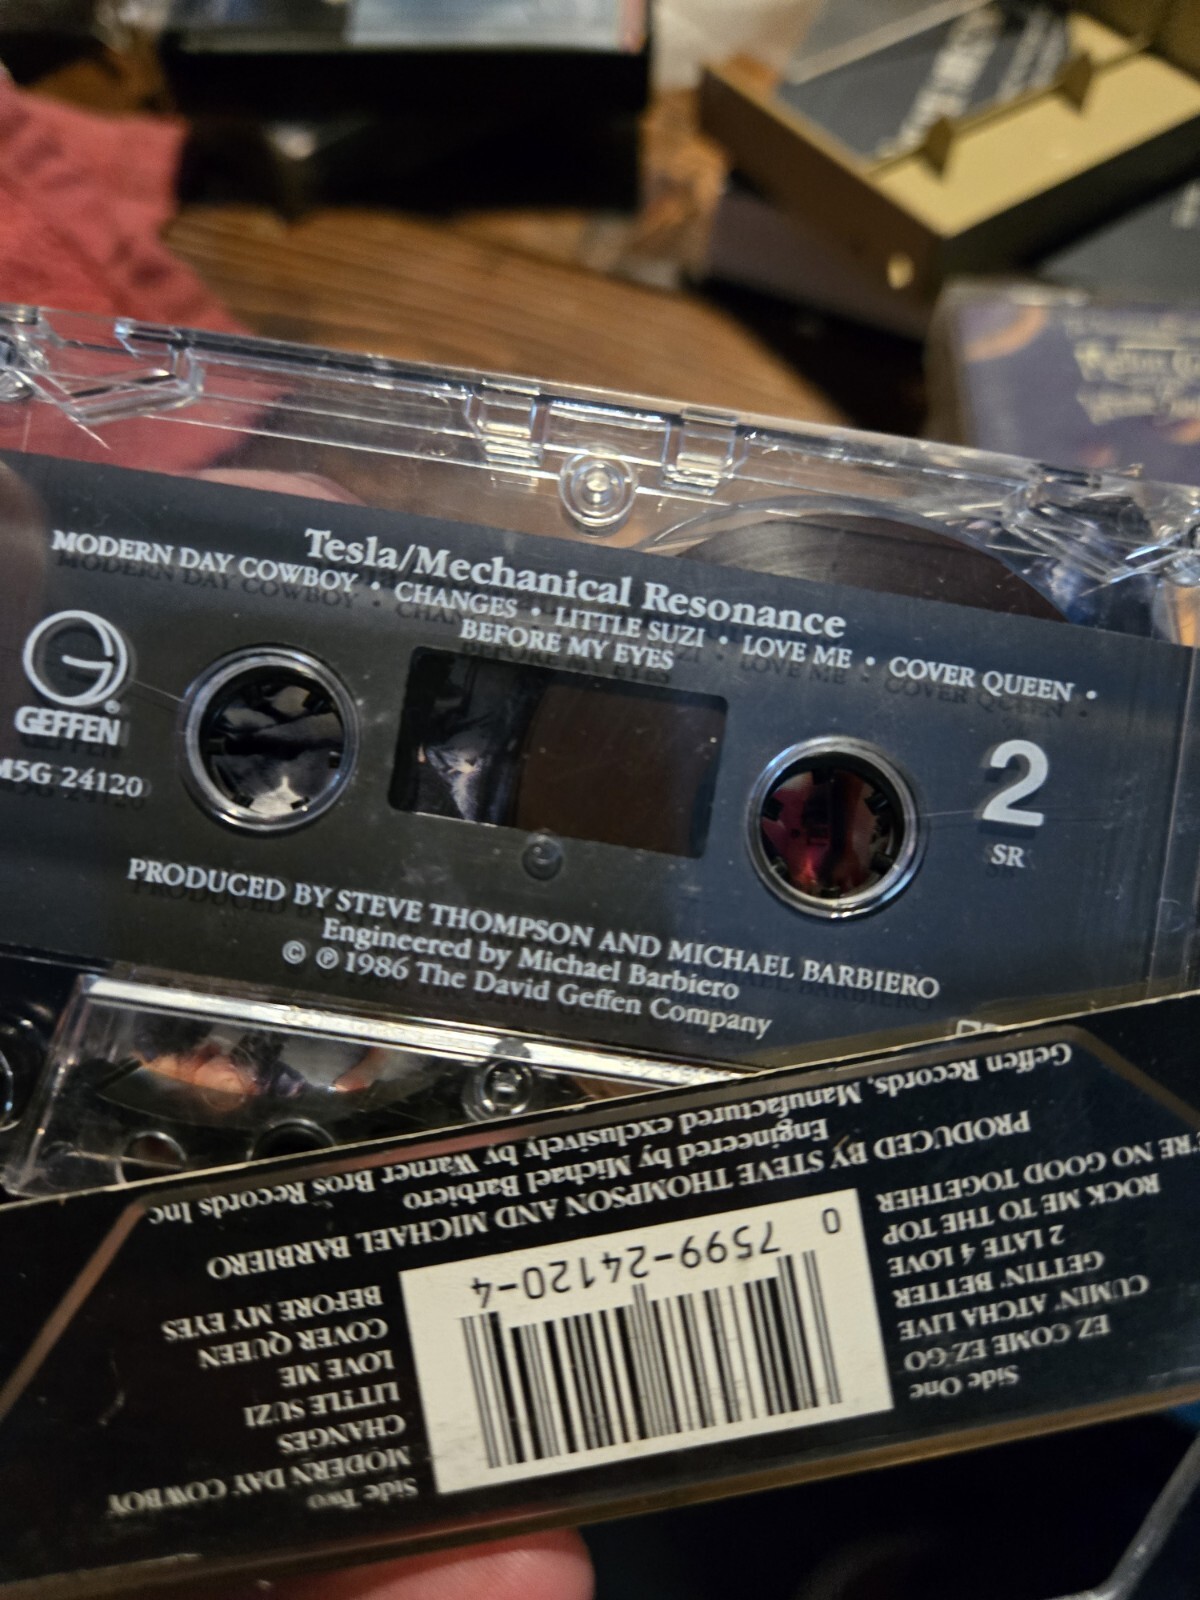 Tesla/Mechanical Resonance
MODERN DAY COWBOY • CHANGES • LITTLE SUZI • LOVE ME • COVER QUEEN •
BEFORE MY EYES
GEFFEN®
M5G 24120
2
SR
PRODUCED BY STEVE THOMPSON AND MICHAEL BARBIERO
Engineered by Michael Barbiero
© ℗ 1986 The David Geffen Company
Side One
EZ COME EZ GO
CUMIN' ATCHA LIVE
GETTIN' BETTER
2 LATE 4 LOVE
ROCK ME TO THE TOP
'RE NO GOOD TOGETHER
0 7599-24120-4
Side Two
MODERN DAY COWBOY
CHANGES
LITTLE SUZI
LOVE ME
COVER QUEEN
BEFORE MY EYES
PRODUCED BY STEVE THOMPSON AND MICHAEL BARBIERO
Engineered by Michael Barbiero
Geffen Records, Manufactured exclusively by Warner Bros Records Inc